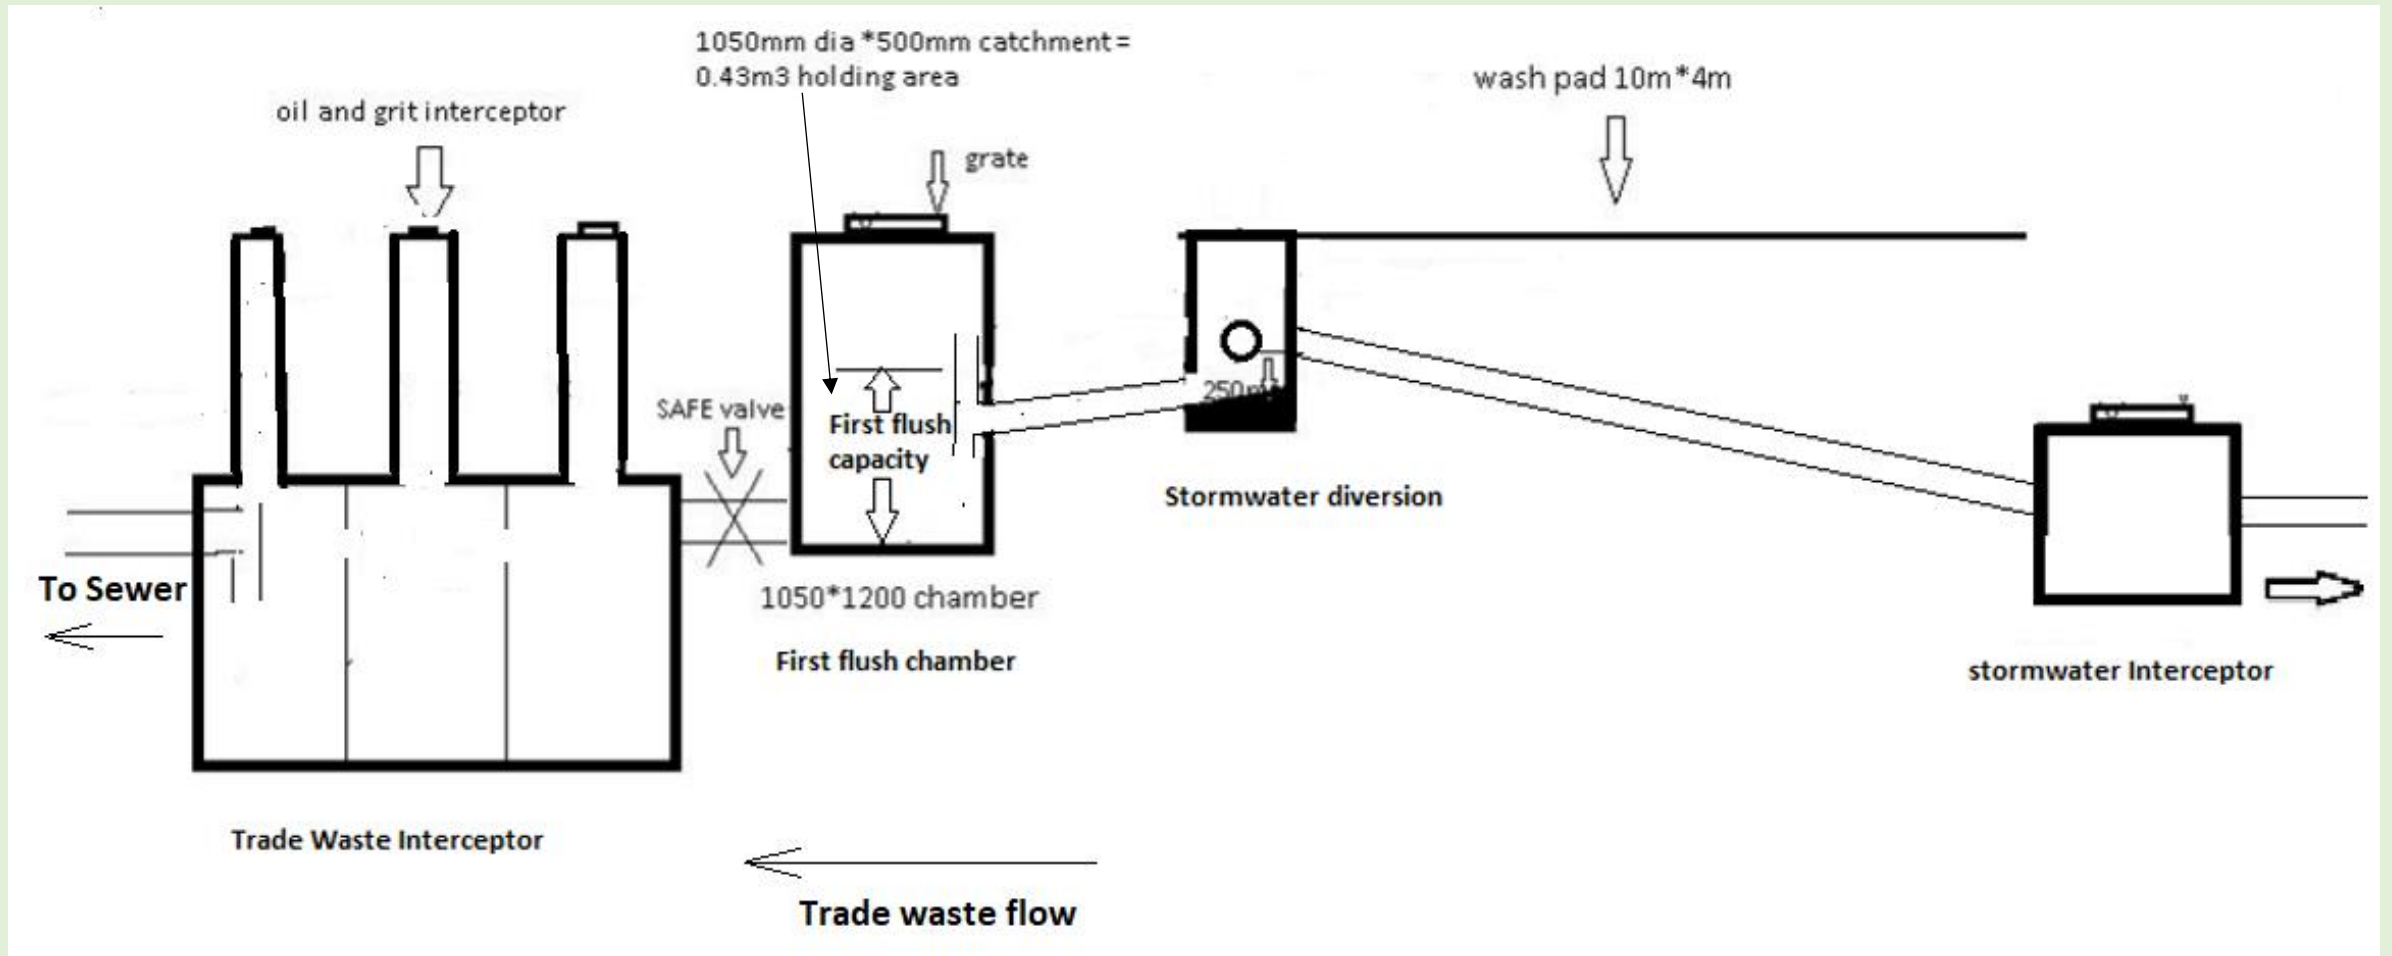 1050mm dia *500mm catchment=
0.43m3 holding area
wash pad 10m*4m
oil and grit interceptor
grate
SAFE valve
250m
First flush
capacity
Stormwater diversion
To Sewer
1050*1200 chamber
First flush chamber
stormwater Interceptor
Trade Waste Interceptor
Trade waste flow